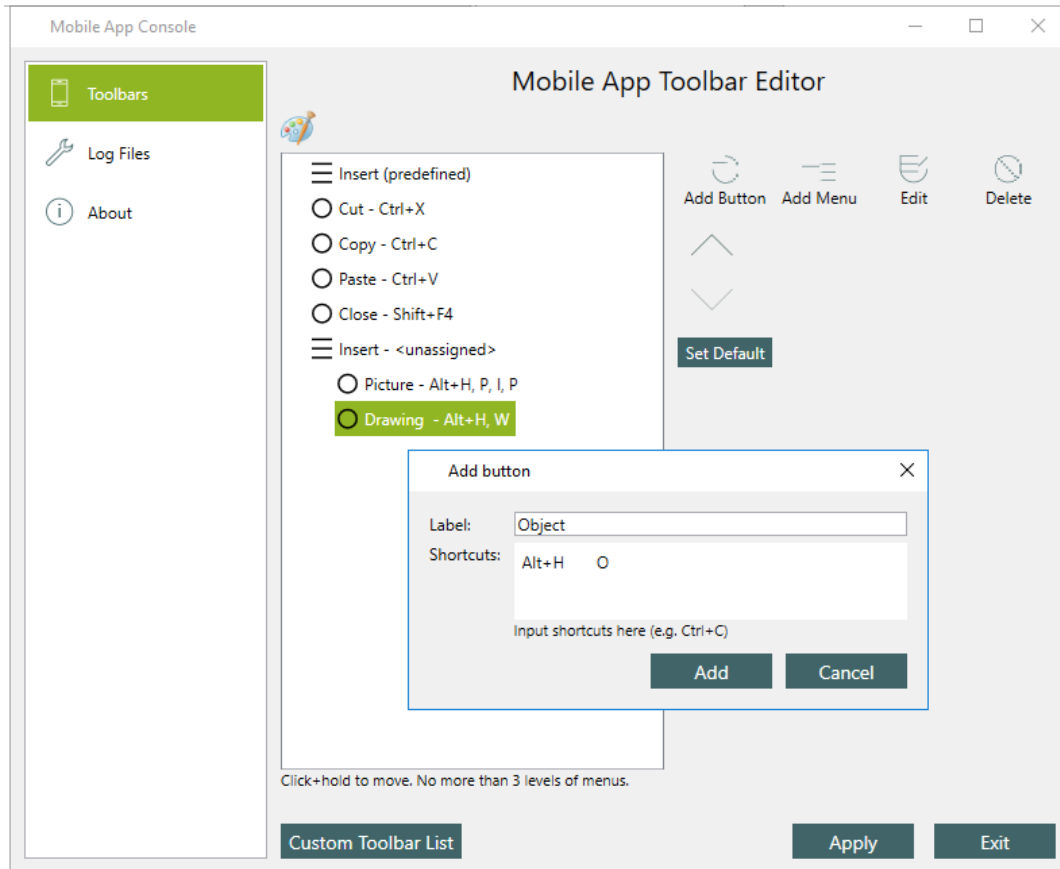 Mobile App Console
Toolbars
Log Files
About
Mobile App Toolbar Editor
Insert (predefined)
Cut - Ctrl+X
Copy - Ctrl+C
Paste - Ctrl+V
Close - Shift+F4
Insert - <unassigned>
Picture - Alt+H, P, I, P
Drawing - Alt+H, W
Add Button Add Menu Edit Delete
Set Default
Add button
Label: Object
Shortcuts: Alt+H O
Input shortcuts here (e.g. Ctrl+C)
Add Cancel
Click+hold to move. No more than 3 levels of menus.
Custom Toolbar List Apply Exit